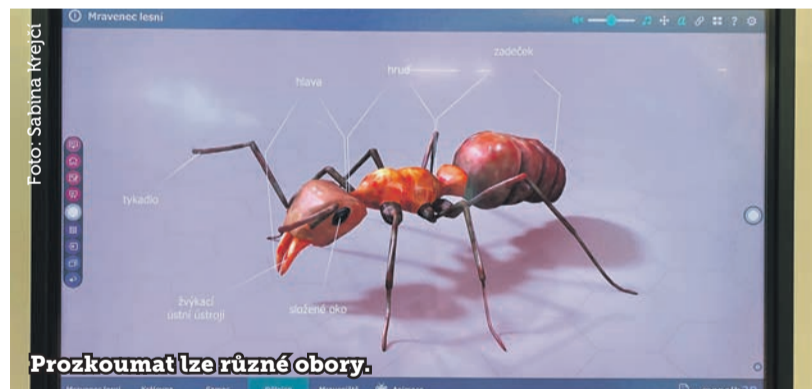 Mravenec lesní
Foto: Sabina Krejčí
zadeček
hruď
hlava
tykadlo
žvýkací
ústní ústrojí
složené oko
Prozkoumat lze různé obory.